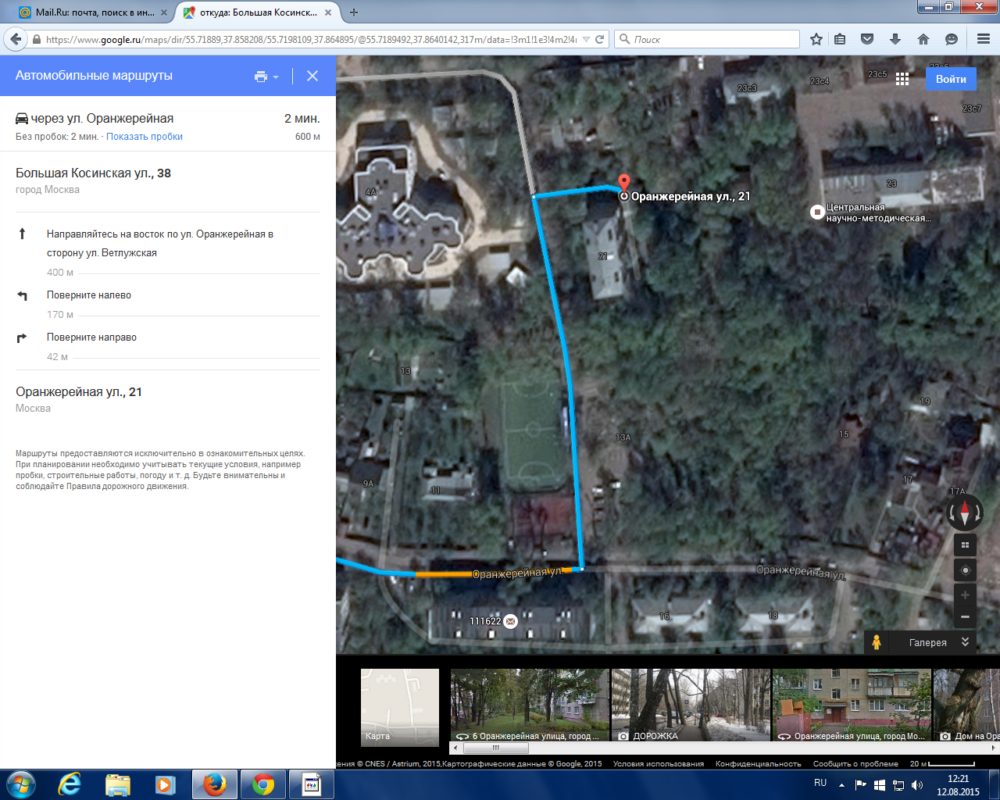 Mail.Ru: почта, поиск в ин...
откуда: Большая Косинск...
https://www.google.ru/maps/dir/55.71889,37.858208/55.7198109,37.864895/@55.7189492,37.8640142,317m/data=!3m1!1e3!4m2!4
Поиск
Автомобильные маршруты
через ул. Оранжерейная
2 мин.
Без пробок: 2 мин. · Показать пробки
600 м
Большая Косинская ул., 38
город Москва
Направляйтесь на восток по ул. Оранжерейная в
сторону ул. Ветлужская
400 м
Поверните налево
170 м
Поверните направо
42 м
Оранжерейная ул., 21
Москва
Маршруты предоставляются исключительно в ознакомительных целях.
При планировании необходимо учитывать текущие условия, например
пробки, строительные работы, погоду и т. д. Будьте внимательны и
соблюдайте Правила дорожного движения.
Войти
23с3
23с4
23с5
23с6
23с7
4А
Оранжерейная ул., 21
23
Центральная
научно-методическая...
21
13
19
13А
15
9А
11
17
17А
Оранжерейная ул.
Оранжерейная ул.
111622
16
18
Галерея
Карта
6 Оранжерейная улица, город ...
ДОРОЖКА
Оранжерейная улица, город Мо...
Дом на Ора
жения © CNES / Astrium, 2015,Картографические данные © Google, 2015
Условия использования
Конфиденциальность
Сообщить о проблеме
20 м
RU
12:21
12.08.2015